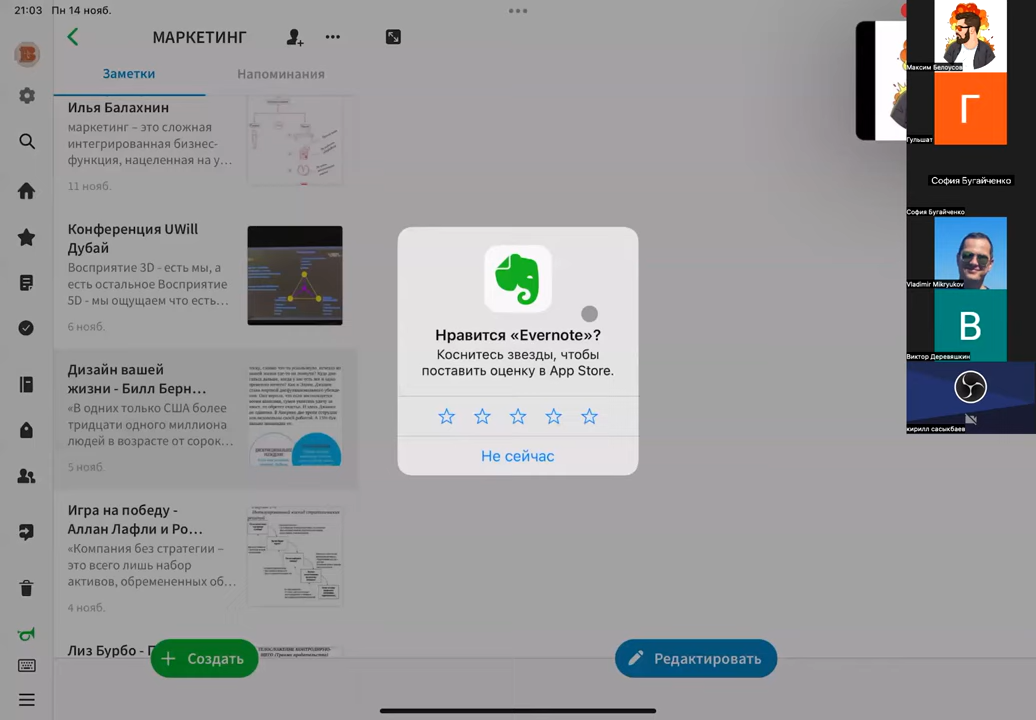 21:03 Пн 14 нояб.
МАРКЕТИНГ
Заметки
Напоминания
Илья Балахнин
маркетинг – это сложная
интегрированная бизнес-
функция, нацеленная на у…
11 нояб.
Конференция UWill
Дубай
Восприятие 3D - есть мы, а
есть остальное Восприятие
5D - мы ощущаем что есть…
6 нояб.
Дизайн вашей
жизни - Билл Берн…
«В одних только США более
тридцати одного миллиона
людей в возрасте от сорок…
5 нояб.
Игра на победу -
Аллан Лафли и Ро…
«Компания без стратегии –
это всего лишь набор
активов, обремененных об…
4 нояб.
Лиз Бурбо - П
Создать
Редактировать
Нравится «Evernote»?
Коснитесь звезды, чтобы
поставить оценку в App Store.
Не сейчас
Максим Белоусов
Г
Гульшат
София Бугайченко
София Бугайченко
Vladimir Mikryukov
В
Виктор Деревяшкин
кирилл сасыкбаев